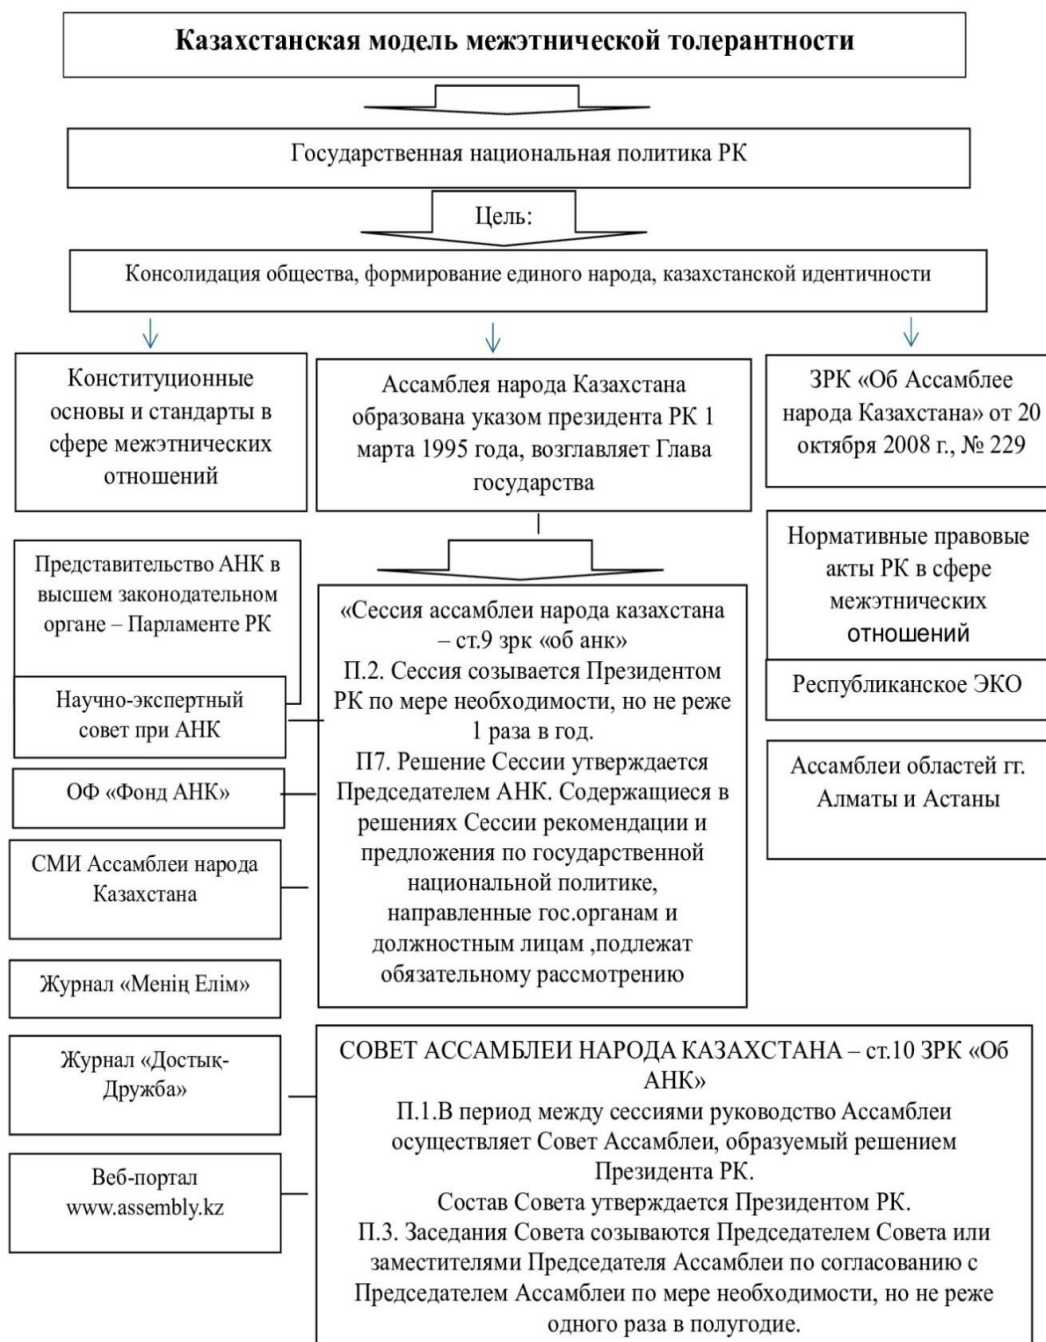 Казахстанская модель межэтнической толерантности
Государственная национальная политика РК
Цель:
Консолидация общества, формирование единого народа, казахстанской идентичности
Конституционные
основы и стандарты в
сфере межэтнических
отношений
Ассамблея народа Казахстана
образована указом президента РК 1
марта 1995 года, возглавляет Глава
государства
ЗРК «Об Ассамблее
народа Казахстана» от 20
октября 2008 г., № 229
Представительство АНК в
высшем законодательном
органе – Парламенте РК
Научно-экспертный
совет при АНК
ОФ «Фонд АНК»
СМИ Ассамблеи народа
Казахстана
Журнал «Менің Елім»
Журнал «Достық-
Дружба»
Веб-портал
www.assembly.kz
«Сессия ассамблеи народа казахстана
– ст.9 зрк «об анк»
П.2. Сессия созывается Президентом
РК по мере необходимости, но не реже
1 раза в год.
П7. Решение Сессии утверждается
Председателем АНК. Содержащиеся в
решениях Сессии рекомендации и
предложения по государственной
национальной политике,
направленные гос.органам и
должностным лицам ,подлежат
обязательному рассмотрению
Нормативные правовые
акты РК в сфере
межэтнических
отношений
Республиканское ЭКО
Ассамблеи областей гг.
Алматы и Астаны
СОВЕТ АССАМБЛЕИ НАРОДА КАЗАХСТАНА – ст.10 ЗРК «Об
АНК»
П.1.В период между сессиями руководство Ассамблеи
осуществляет Совет Ассамблеи, образуемый решением
Президента РК.
Состав Совета утверждается Президентом РК.
П.3. Заседания Совета созываются Председателем Совета или
заместителями Председателя Ассамблеи по согласованию с
Председателем Ассамблеи по мере необходимости, но не реже
одного раза в полугодие.